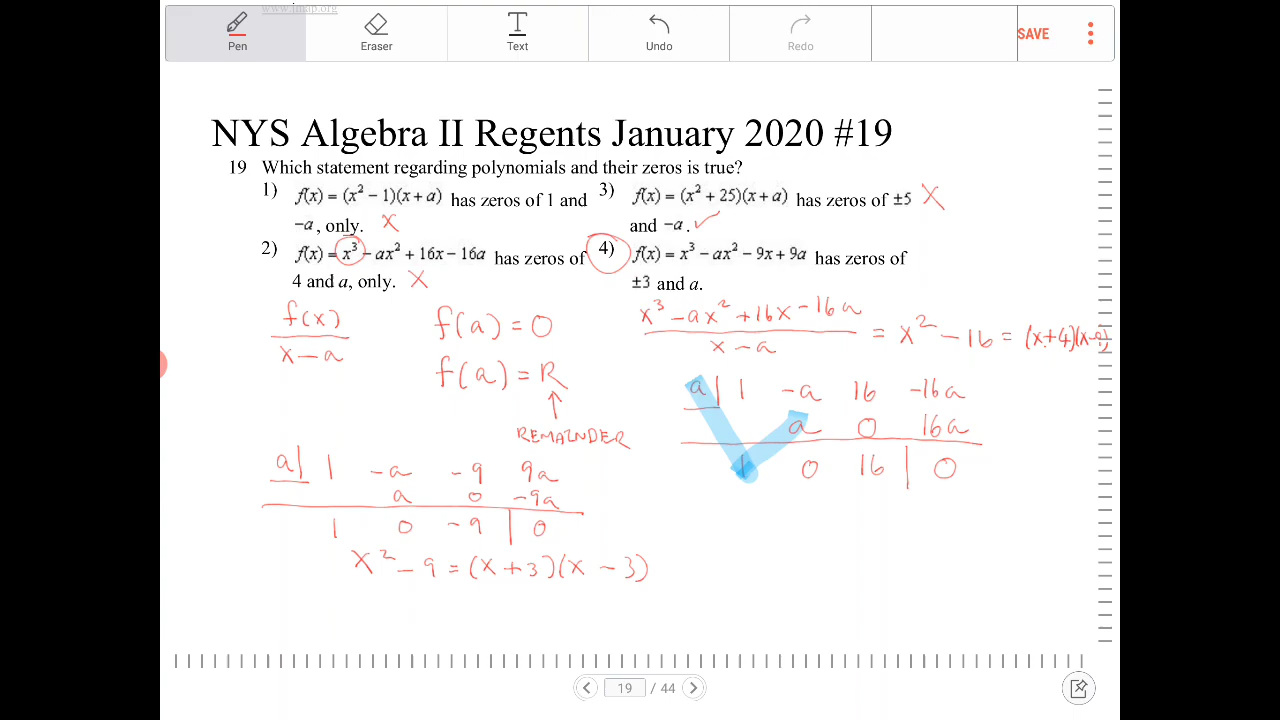 www.jmap.org
Pen Eraser Text Undo Redo SAVE
NYS Algebra II Regents January 2020 #19
19 Which statement regarding polynomials and their zeros is true?
1) f(x) = (x² − 1)(x + a) has zeros of 1 and
−a, only. X
2) f(x) = x³ − ax² + 16x − 16a has zeros of
4 and a, only. X
3) f(x) = (x² + 25)(x + a) has zeros of ±5 X
and −a. ✓
4) f(x) = x³ − ax² − 9x + 9a has zeros of
±3 and a.
f(x)
x − a
f(a) = 0
f(a) = R
↑
REMAINDER
x³ − ax² + 16x − 16a
x − a
= x² − 16 = (x+4)(x−4)
a| 1 −a 16 −16a
a 0 16a
1 0 16 | 0
a| 1 −a −9 9a
a 0 −9a
1 0 −9 | 0
x² − 9 = (x + 3)(x − 3)
19 / 44